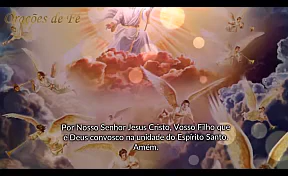 Orações de Fé
Por Nosso Senhor Jesus Cristo, Vosso Filho que
e Deus convosco na unidade do Espírito Santo.
Amém.